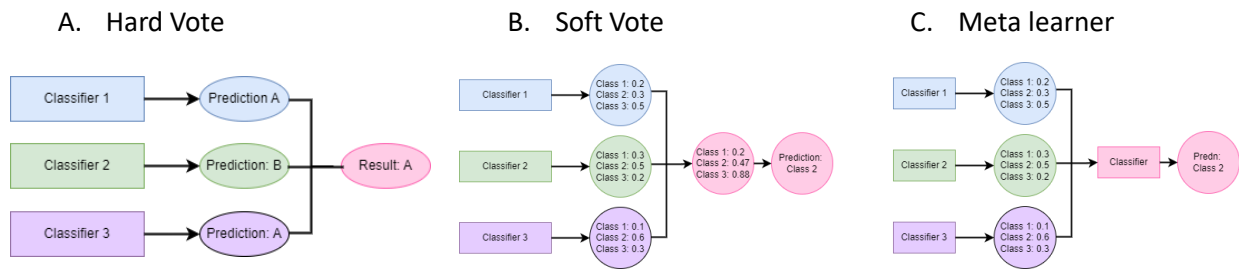 A. Hard Vote
Classifier 1
Prediction A
Classifier 2
Prediction: B
Result: A
Classifier 3
Prediction: A
B. Soft Vote
Classifier 1
Class 1: 0.2
Class 2: 0.3
Class 3: 0.5
Classifier 2
Class 1: 0.3
Class 2: 0.5
Class 3: 0.2
Class 1: 0.2
Class 2: 0.47
Class 3: 0.88
Prediction:
Class 2
Classifier 3
Class 1: 0.1
Class 2: 0.6
Class 3: 0.3
C. Meta learner
Classifier 1
Class 1: 0.2
Class 2: 0.3
Class 3: 0.5
Classifier 2
Class 1: 0.3
Class 2: 0.5
Class 3: 0.2
Classifier
Predn:
Class 2
Classifier 3
Class 1: 0.1
Class 2: 0.6
Class 3: 0.3